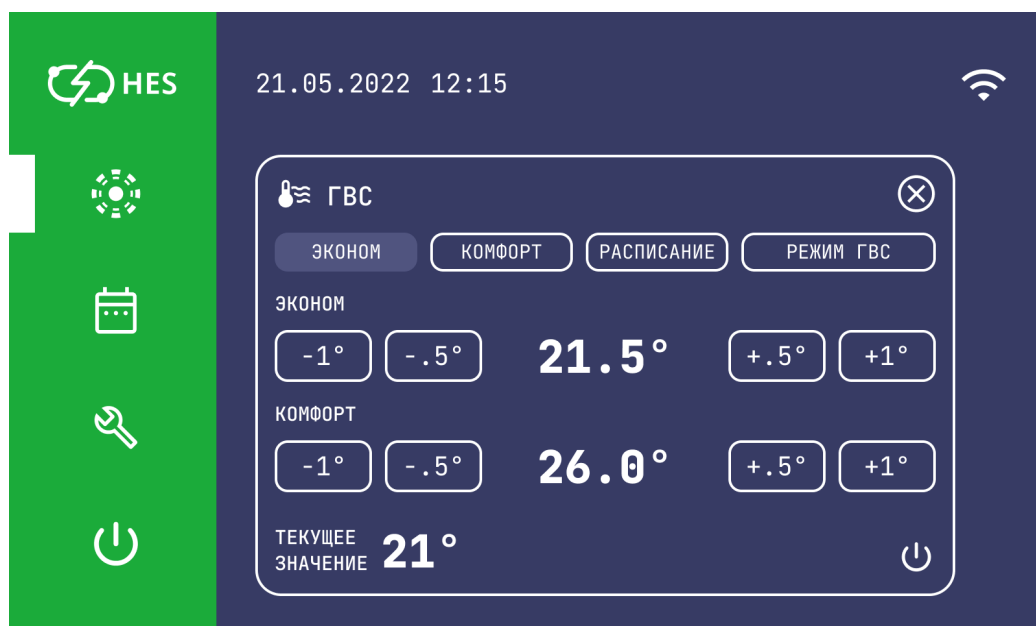 HES
21.05.2022 12:15
ГВС
ЭКОНОМ КОМФОРТ РАСПИСАНИЕ РЕЖИМ ГВС
ЭКОНОМ
-1° -.5° 21.5° +.5° +1°
КОМФОРТ
-1° -.5° 26.0° +.5° +1°
ТЕКУЩЕЕ
ЗНАЧЕНИЕ 21°